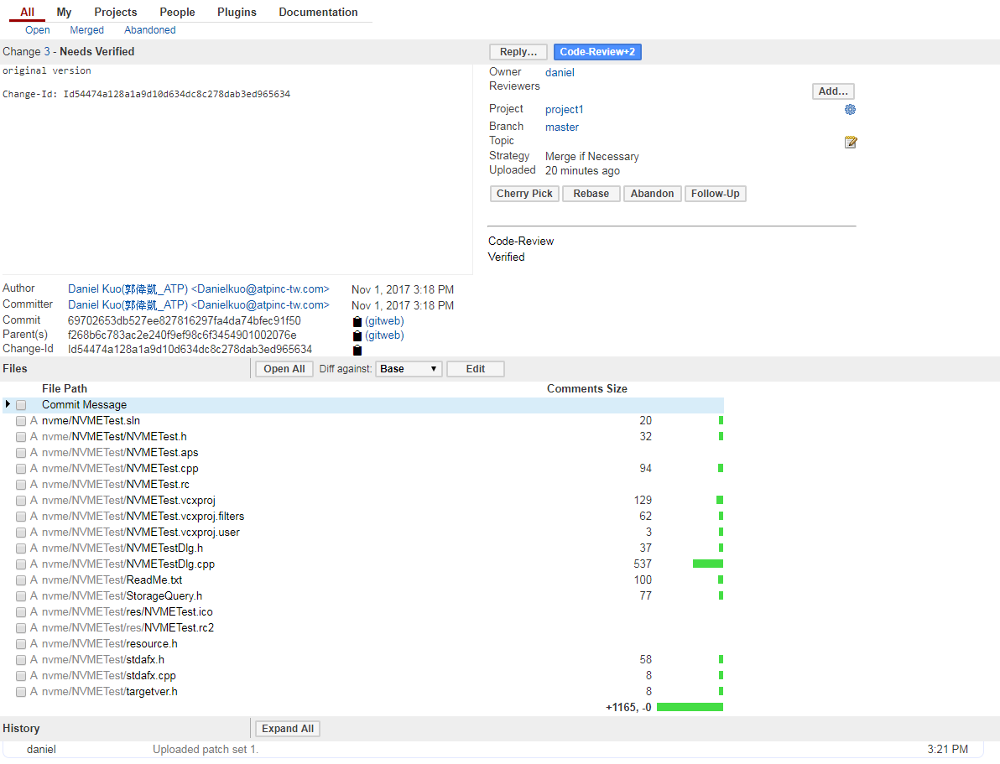 All My Projects People Plugins Documentation
Open Merged Abandoned
Change 3 - Needs Verified
Reply… Code-Review+2
original version
Change-Id: Id54474a128a1a9d10d634dc8c278dab3ed965634
Owner daniel
Reviewers Add…
Project project1
Branch master
Topic
Strategy Merge if Necessary
Uploaded 20 minutes ago
Cherry Pick Rebase Abandon Follow-Up
Code-Review
Verified
Author Daniel Kuo(郭偉凱_ATP) <Danielkuo@atpinc-tw.com> Nov 1, 2017 3:18 PM
Committer Daniel Kuo(郭偉凱_ATP) <Danielkuo@atpinc-tw.com> Nov 1, 2017 3:18 PM
Commit 69702653db527ee827816297fa4da74bfec91f50 (gitweb)
Parent(s) f268b6c783ac2e240f9ef98c6f3454901002076e (gitweb)
Change-Id Id54474a128a1a9d10d634dc8c278dab3ed965634
Files Open All Diff against: Base Edit
File Path Comments Size
Commit Message
A nvme/NVMETest.sln 20
A nvme/NVMETest/NVMETest.h 32
A nvme/NVMETest/NVMETest.aps
A nvme/NVMETest/NVMETest.cpp 94
A nvme/NVMETest/NVMETest.rc
A nvme/NVMETest/NVMETest.vcxproj 129
A nvme/NVMETest/NVMETest.vcxproj.filters 62
A nvme/NVMETest/NVMETest.vcxproj.user 3
A nvme/NVMETest/NVMETestDlg.h 37
A nvme/NVMETest/NVMETestDlg.cpp 537
A nvme/NVMETest/ReadMe.txt 100
A nvme/NVMETest/StorageQuery.h 77
A nvme/NVMETest/res/NVMETest.ico
A nvme/NVMETest/res/NVMETest.rc2
A nvme/NVMETest/resource.h
A nvme/NVMETest/stdafx.h 58
A nvme/NVMETest/stdafx.cpp 8
A nvme/NVMETest/targetver.h 8
+1165, -0
History Expand All
daniel Uploaded patch set 1. 3:21 PM